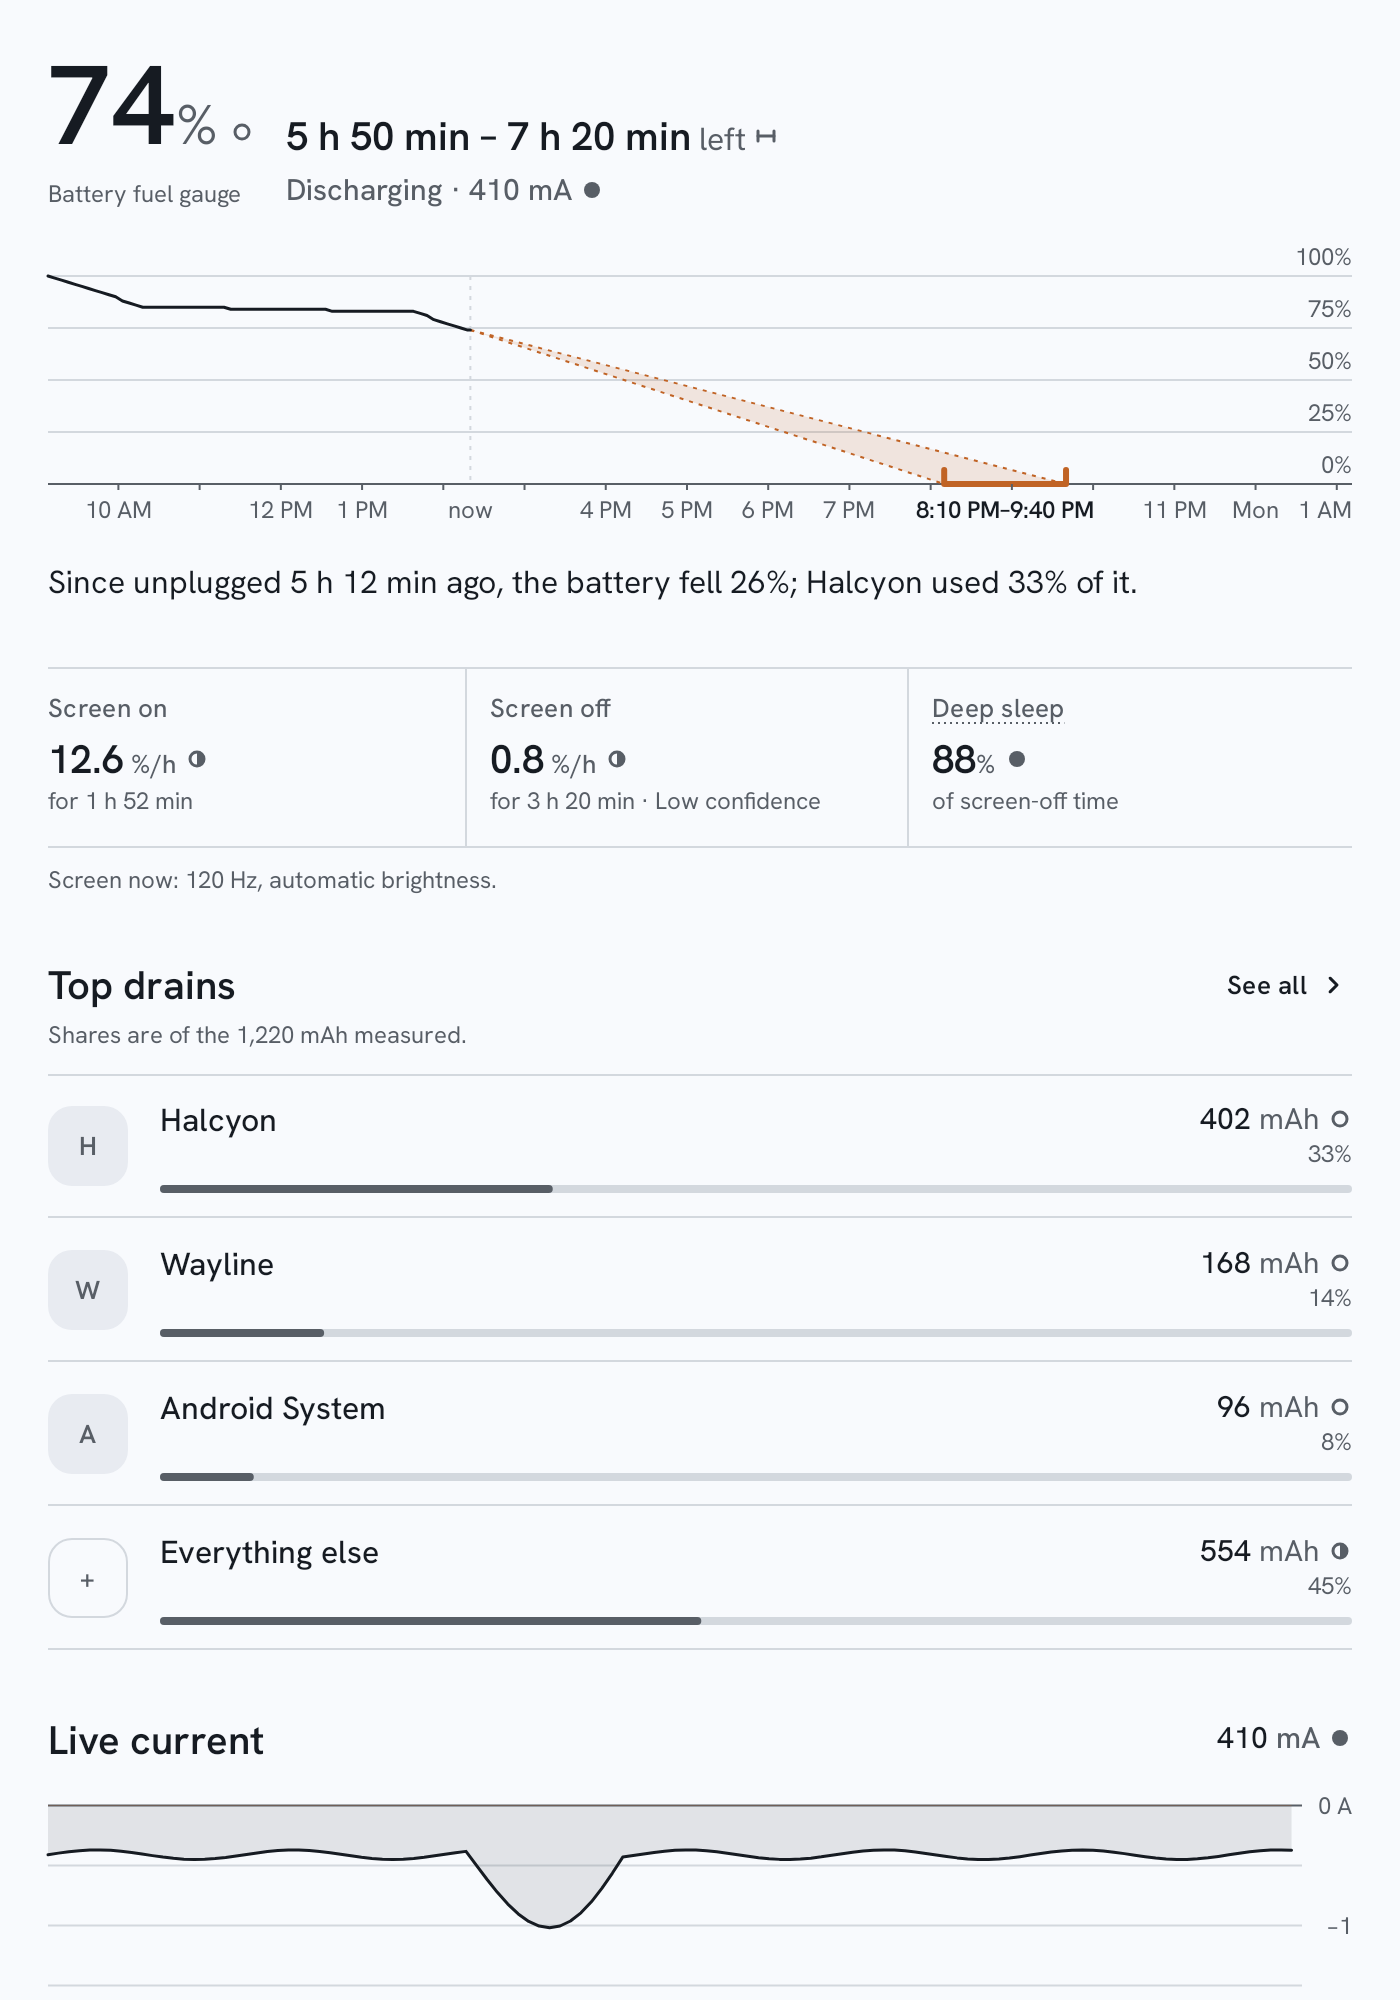 74%
5 h 50 min – 7 h 20 min left
Battery fuel gauge
Discharging · 410 mA
100%
75%
50%
25%
0%
10 AM 12 PM 1 PM now 4 PM 5 PM 6 PM 7 PM 8:10 PM–9:40 PM 11 PM Mon 1 AM
Since unplugged 5 h 12 min ago, the battery fell 26%; Halcyon used 33% of it.
Screen on
12.6 %/h
for 1 h 52 min
Screen off
0.8 %/h
for 3 h 20 min · Low confidence
Deep sleep
88%
of screen-off time
Screen now: 120 Hz, automatic brightness.
Top drains
See all
Shares are of the 1,220 mAh measured.
H
Halcyon
402 mAh
33%
W
Wayline
168 mAh
14%
A
Android System
96 mAh
8%
+
Everything else
554 mAh
45%
Live current
410 mA
0 A
−1